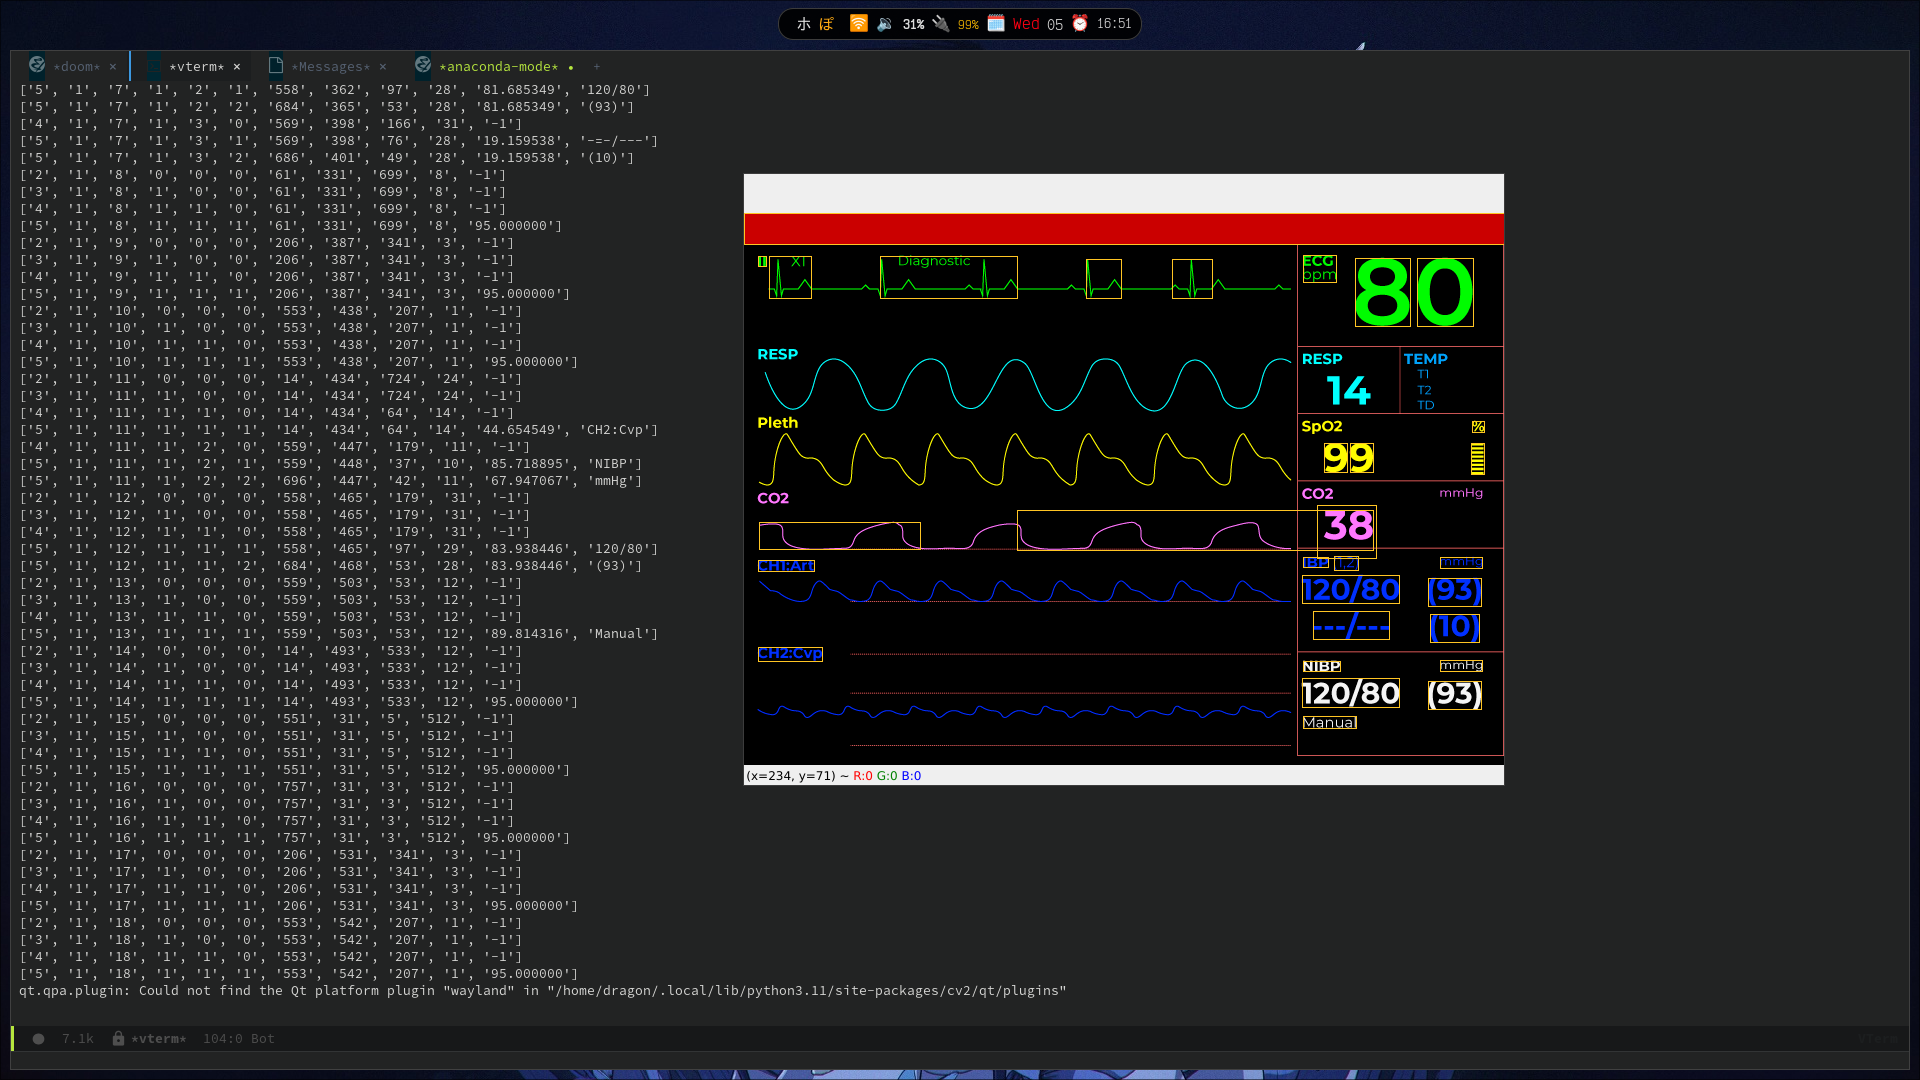 ホ ぽ 31% 99% Wed 05 16:51
*doom* × *vterm* × *Messages* × *anaconda-mode* • +
['5', '1', '7', '1', '2', '1', '558', '362', '97', '28', '81.685349', '120/80']
['5', '1', '7', '1', '2', '2', '684', '365', '53', '28', '81.685349', '(93)']
['4', '1', '7', '1', '3', '0', '569', '398', '166', '31', '-1']
['5', '1', '7', '1', '3', '1', '569', '398', '76', '28', '19.159538', '-=-/---']
['5', '1', '7', '1', '3', '2', '686', '401', '49', '28', '19.159538', '(10)']
['2', '1', '8', '0', '0', '0', '61', '331', '699', '8', '-1']
['3', '1', '8', '1', '0', '0', '61', '331', '699', '8', '-1']
['4', '1', '8', '1', '1', '0', '61', '331', '699', '8', '-1']
['5', '1', '8', '1', '1', '1', '61', '331', '699', '8', '95.000000']
['2', '1', '9', '0', '0', '0', '206', '387', '341', '3', '-1']
['3', '1', '9', '1', '0', '0', '206', '387', '341', '3', '-1']
['4', '1', '9', '1', '1', '0', '206', '387', '341', '3', '-1']
['5', '1', '9', '1', '1', '1', '206', '387', '341', '3', '95.000000']
['2', '1', '10', '0', '0', '0', '553', '438', '207', '1', '-1']
['3', '1', '10', '1', '0', '0', '553', '438', '207', '1', '-1']
['4', '1', '10', '1', '1', '0', '553', '438', '207', '1', '-1']
['5', '1', '10', '1', '1', '1', '553', '438', '207', '1', '95.000000']
['2', '1', '11', '0', '0', '0', '14', '434', '724', '24', '-1']
['3', '1', '11', '1', '0', '0', '14', '434', '724', '24', '-1']
['4', '1', '11', '1', '1', '0', '14', '434', '64', '14', '-1']
['5', '1', '11', '1', '1', '1', '14', '434', '64', '14', '44.654549', 'CH2:Cvp']
['4', '1', '11', '1', '2', '0', '559', '447', '179', '11', '-1']
['5', '1', '11', '1', '2', '1', '559', '448', '37', '10', '85.718895', 'NIBP']
['5', '1', '11', '1', '2', '2', '696', '447', '42', '11', '67.947067', 'mmHg']
['2', '1', '12', '0', '0', '0', '558', '465', '179', '31', '-1']
['3', '1', '12', '1', '0', '0', '558', '465', '179', '31', '-1']
['4', '1', '12', '1', '1', '0', '558', '465', '179', '31', '-1']
['5', '1', '12', '1', '1', '1', '558', '465', '97', '29', '83.938446', '120/80']
['5', '1', '12', '1', '1', '2', '684', '468', '53', '28', '83.938446', '(93)']
['2', '1', '13', '0', '0', '0', '559', '503', '53', '12', '-1']
['3', '1', '13', '1', '0', '0', '559', '503', '53', '12', '-1']
['4', '1', '13', '1', '1', '0', '559', '503', '53', '12', '-1']
['5', '1', '13', '1', '1', '1', '559', '503', '53', '12', '89.814316', 'Manual']
['2', '1', '14', '0', '0', '0', '14', '493', '533', '12', '-1']
['3', '1', '14', '1', '0', '0', '14', '493', '533', '12', '-1']
['4', '1', '14', '1', '1', '0', '14', '493', '533', '12', '-1']
['5', '1', '14', '1', '1', '1', '14', '493', '533', '12', '95.000000']
['2', '1', '15', '0', '0', '0', '551', '31', '5', '512', '-1']
['3', '1', '15', '1', '0', '0', '551', '31', '5', '512', '-1']
['4', '1', '15', '1', '1', '0', '551', '31', '5', '512', '-1']
['5', '1', '15', '1', '1', '1', '551', '31', '5', '512', '95.000000']
['2', '1', '16', '0', '0', '0', '757', '31', '3', '512', '-1']
['3', '1', '16', '1', '0', '0', '757', '31', '3', '512', '-1']
['4', '1', '16', '1', '1', '0', '757', '31', '3', '512', '-1']
['5', '1', '16', '1', '1', '1', '757', '31', '3', '512', '95.000000']
['2', '1', '17', '0', '0', '0', '206', '531', '341', '3', '-1']
['3', '1', '17', '1', '0', '0', '206', '531', '341', '3', '-1']
['4', '1', '17', '1', '1', '0', '206', '531', '341', '3', '-1']
['5', '1', '17', '1', '1', '1', '206', '531', '341', '3', '95.000000']
['2', '1', '18', '0', '0', '0', '553', '542', '207', '1', '-1']
['3', '1', '18', '1', '0', '0', '553', '542', '207', '1', '-1']
['4', '1', '18', '1', '1', '0', '553', '542', '207', '1', '-1']
['5', '1', '18', '1', '1', '1', '553', '542', '207', '1', '95.000000']
qt.qpa.plugin: Could not find the Qt platform plugin "wayland" in "/home/dragon/.local/lib/python3.11/site-packages/cv2/qt/plugins"
7.1k *vterm* 104:0 Bot
VTerm
X1 Diagnostic
RESP
Pleth
CO2
CH1:Art
CH2:Cvp
ECG
bpm
80
RESP
14
TEMP
T1
T2
TD
SpO2 %
99
CO2 mmHg
38
IBP (1,2) mmHg
120/80 (93)
---/--- (10)
NIBP mmHg
120/80 (93)
Manual
(x=234, y=71) ~ R:0 G:0 B:0